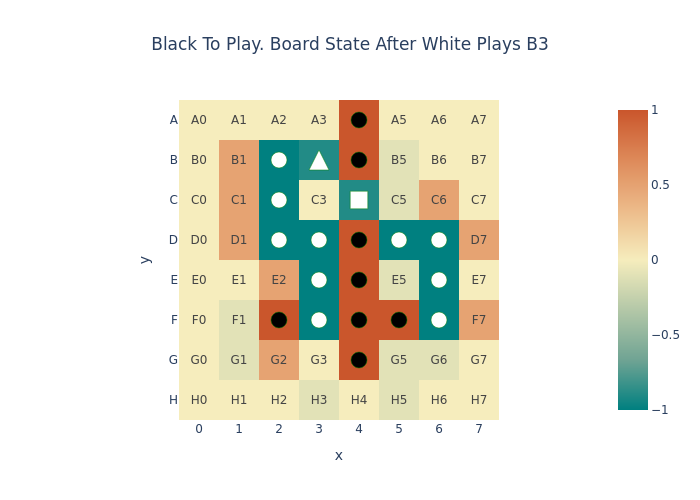 Black To Play. Board State After White Plays B3
A A0 A1 A2 A3 A5 A6 A7 1
B B0 B1 B5 B6 B7
C C0 C1 C3 C5 C6 C7 0.5
D D0 D1 D7
y E E0 E1 E2 E5 E7 0
F F0 F1 F7 −0.5
G G0 G1 G2 G3 G5 G6 G7
H H0 H1 H2 H3 H4 H5 H6 H7 −1
0 1 2 3 4 5 6 7
x